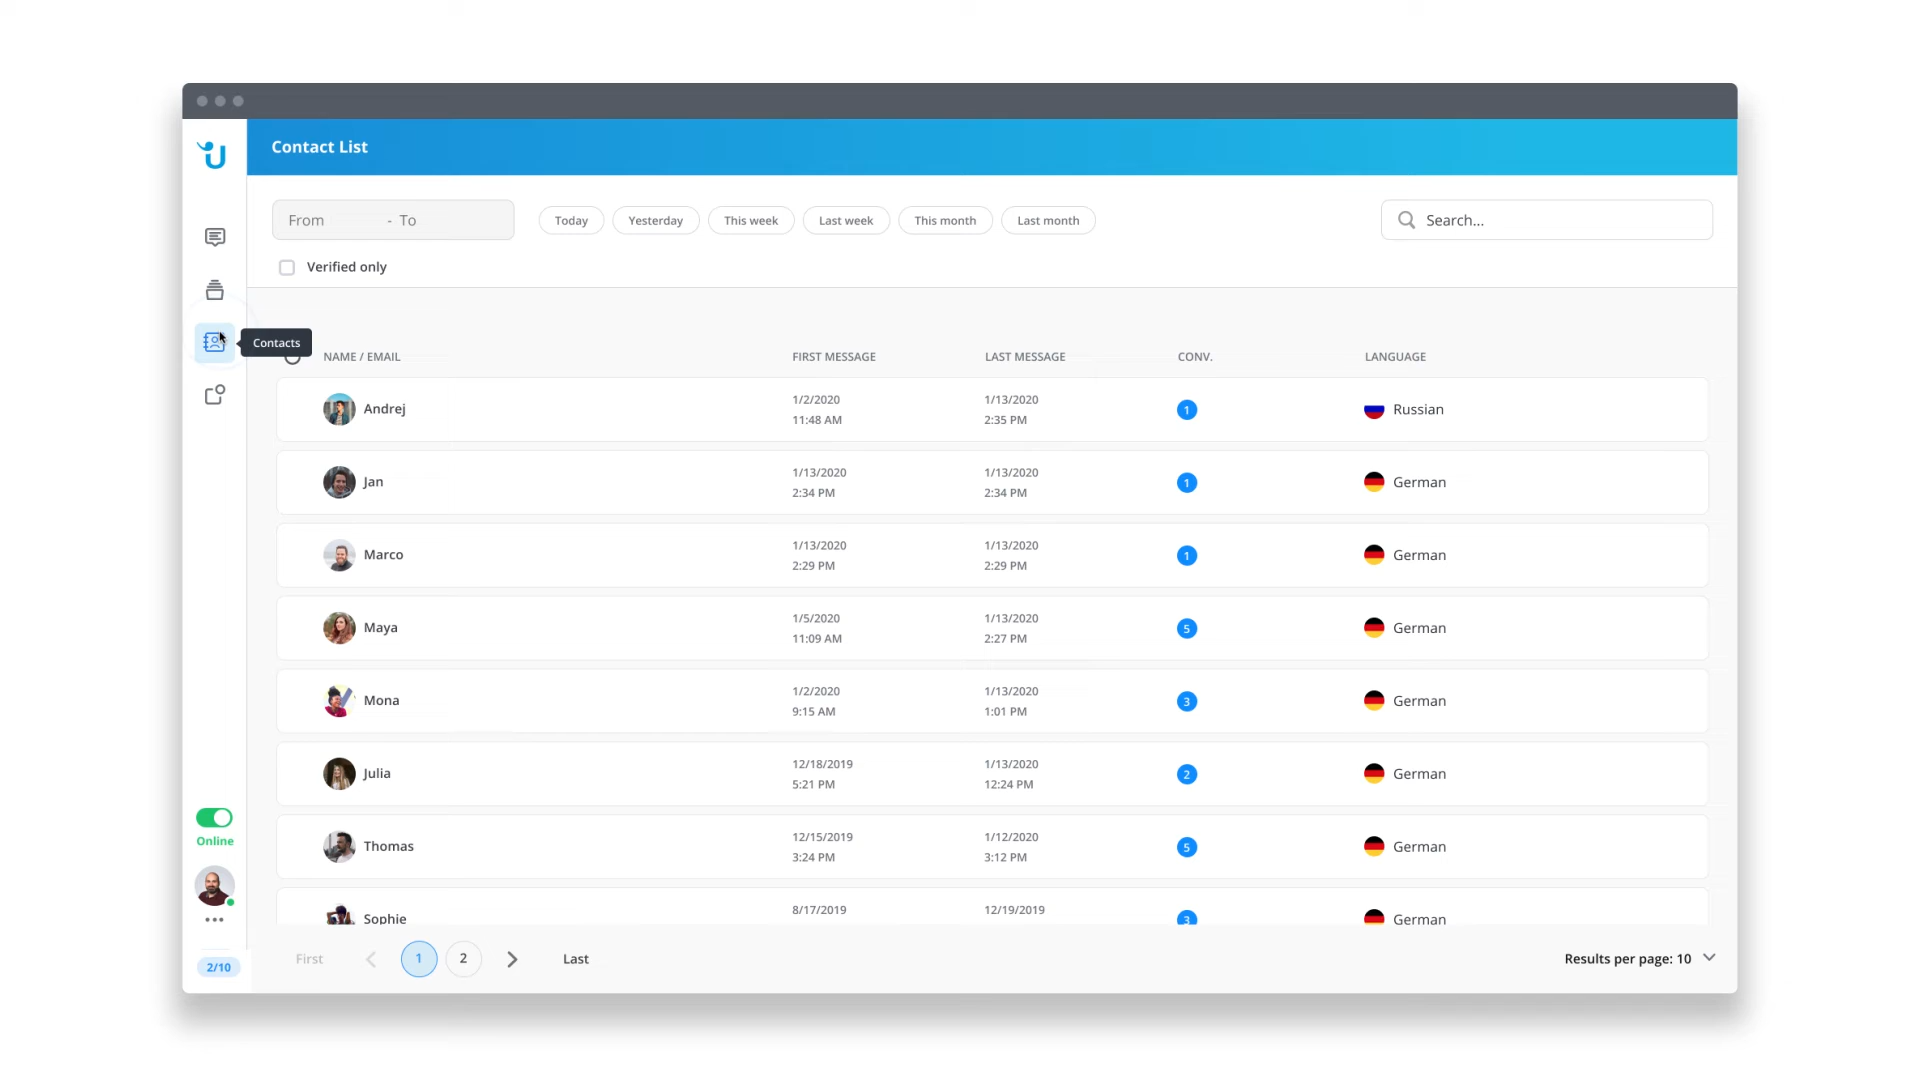 Contact List
From - To
Today
Yesterday
This week
Last week
This month
Last month
Search...
Verified only
Contacts
NAME / EMAIL
FIRST MESSAGE
LAST MESSAGE
CONV.
LANGUAGE
Andrej
1/2/2020
11:48 AM
1/13/2020
2:35 PM
1
Russian
Jan
1/13/2020
2:34 PM
1/13/2020
2:34 PM
1
German
Marco
1/13/2020
2:29 PM
1/13/2020
2:29 PM
1
German
Maya
1/5/2020
11:09 AM
1/13/2020
2:27 PM
5
German
Mona
1/2/2020
9:15 AM
1/13/2020
1:01 PM
3
German
Julia
12/18/2019
5:21 PM
1/13/2020
12:24 PM
2
German
Thomas
12/15/2019
3:24 PM
1/12/2020
3:12 PM
5
German
Sophie
8/17/2019
12/19/2019
3
German
Online
2/10
First
1
2
Last
Results per page: 10